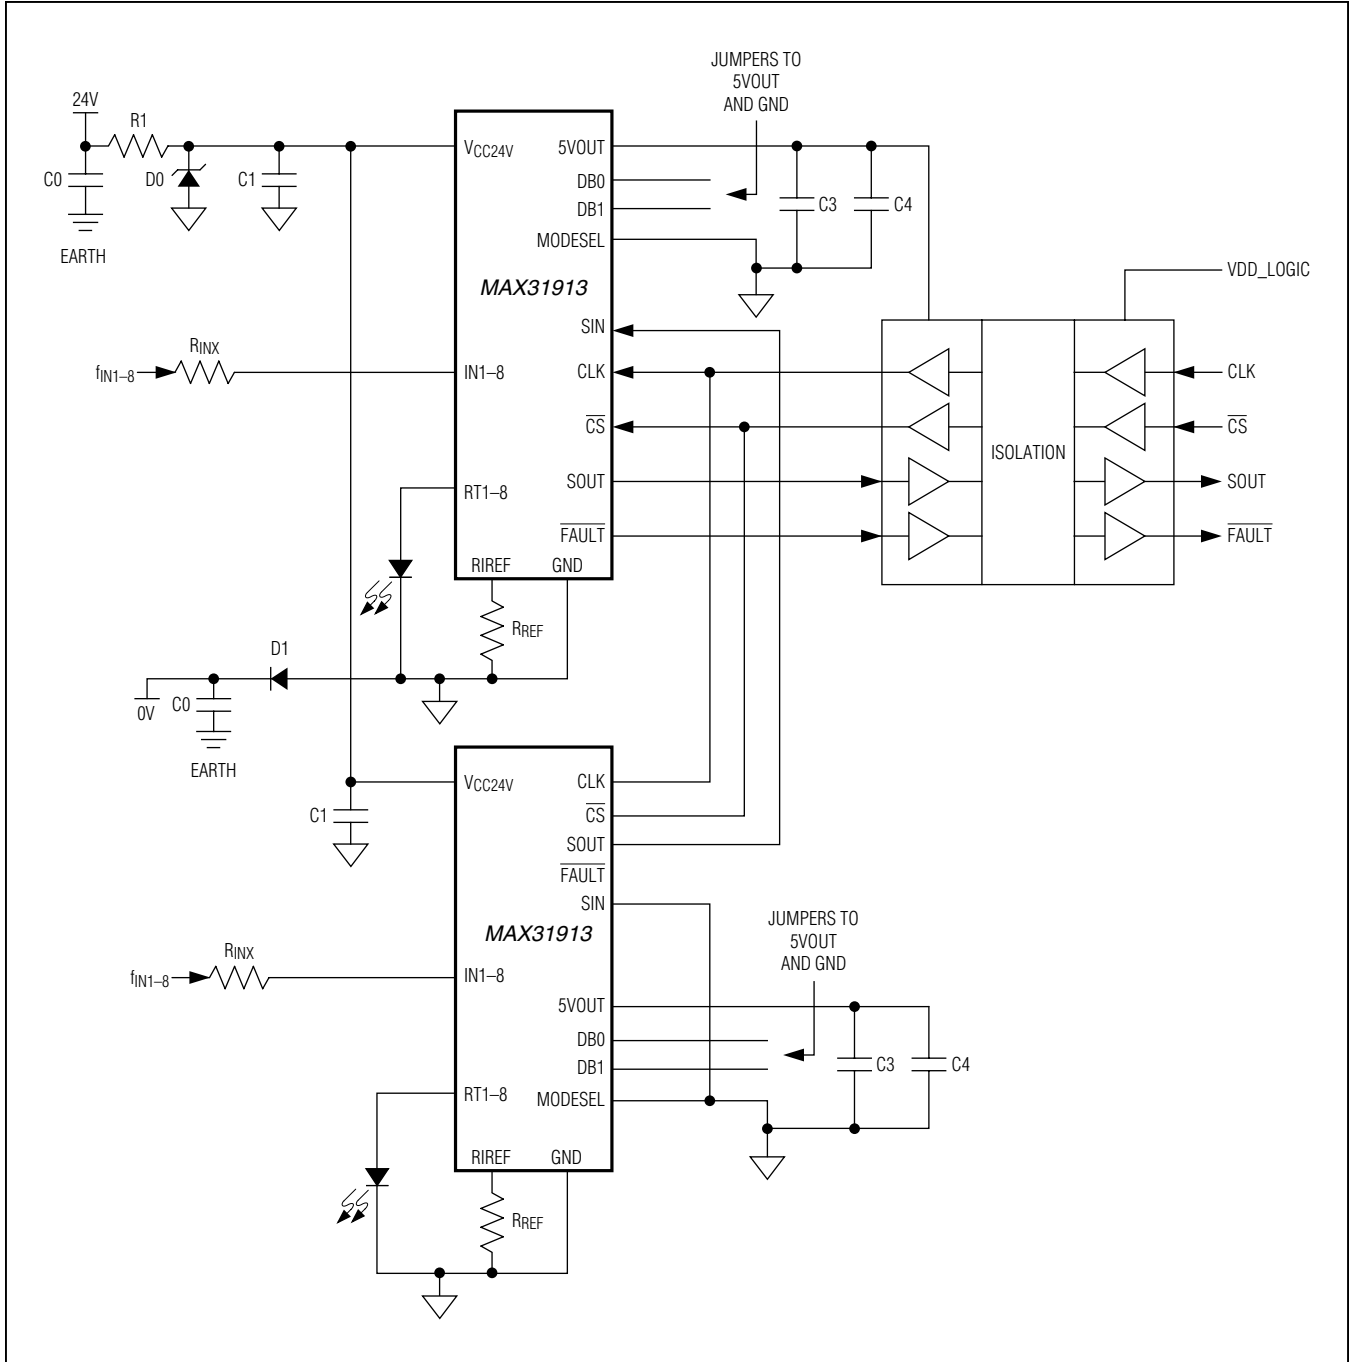 JUMPERS TO
5VOUT
AND GND
24V
R1
C0
D0
C1
EARTH
VCC24V
5VOUT
DB0
DB1
MODESEL
C3
C4
MAX31913
VDD_LOGIC
SIN
RINX
fIN1–8
IN1–8
CLK
CLK
CS
CS
ISOLATION
RT1–8
SOUT
SOUT
FAULT
FAULT
RIREF
GND
RREF
D1
C0
0V
EARTH
VCC24V
CLK
C1
CS
SOUT
FAULT
SIN
MAX31913
JUMPERS TO
5VOUT
AND GND
RINX
fIN1–8
IN1–8
5VOUT
DB0
DB1
C3
C4
RT1–8
MODESEL
RIREF
GND
RREF